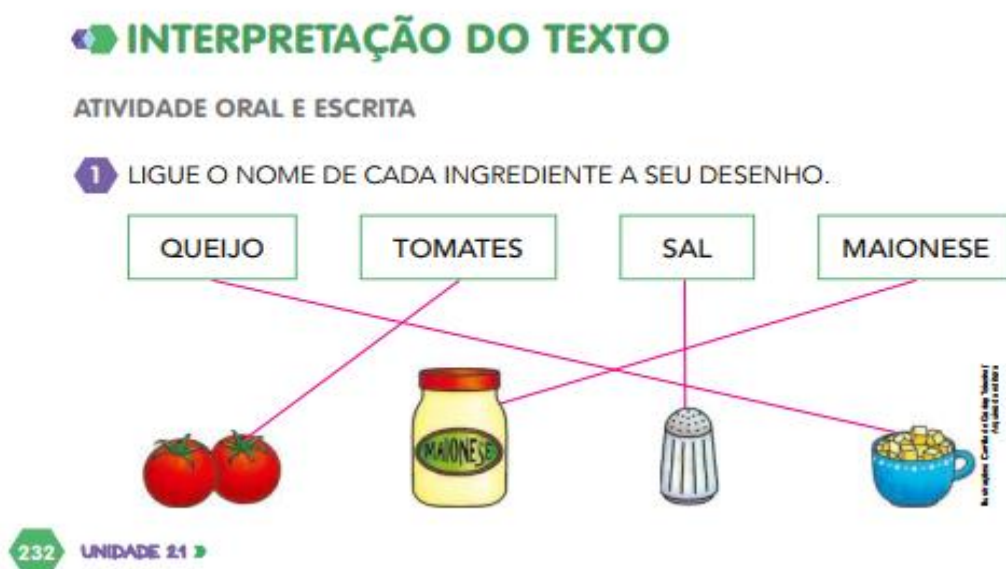 INTERPRETAÇÃO DO TEXTO
ATIVIDADE ORAL E ESCRITA
1 LIGUE O NOME DE CADA INGREDIENTE A SEU DESENHO.
QUEIJO TOMATES SAL MAIONESE
MAIONESE
232 UNIDADE 21